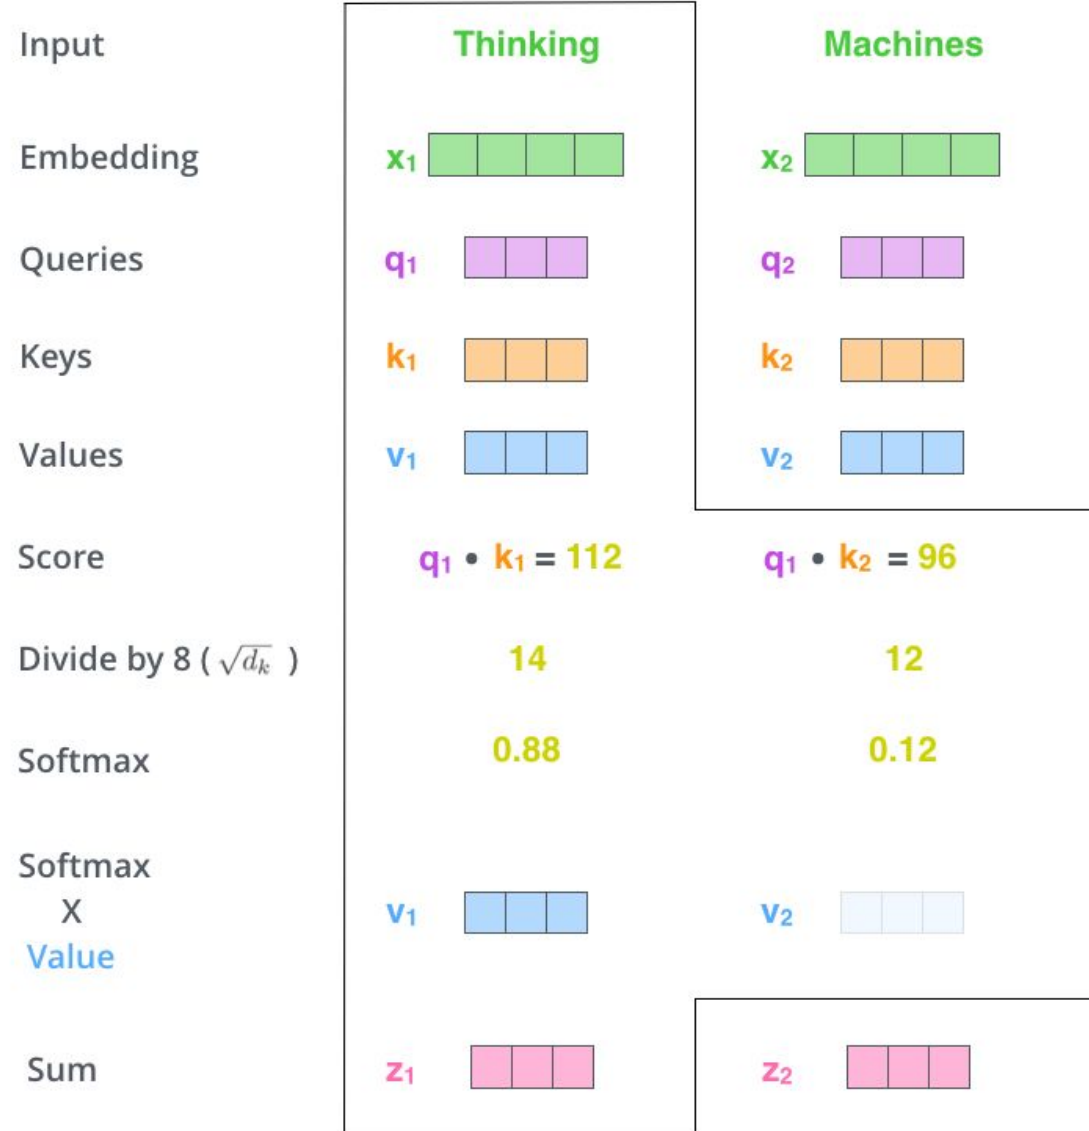 Input Thinking Machines
Embedding x₁ x₂
Queries q₁ q₂
Keys k₁ k₂
Values v₁ v₂
Score q₁ • k₁ = 112 q₁ • k₂ = 96
Divide by 8 ( √dₖ ) 14 12
Softmax 0.88 0.12
Softmax
X
Value v₁ v₂
Sum z₁ z₂